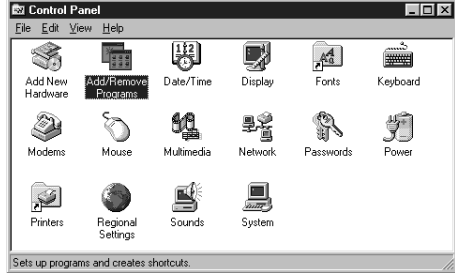 Control Panel
File Edit View Help
Add New Hardware
Add/Remove Programs
12
Date/Time
Display
Fonts
Keyboard
Modems
Mouse
Multimedia
Network
Passwords
Power
Printers
Regional Settings
Sounds
System
Sets up programs and creates shortcuts.